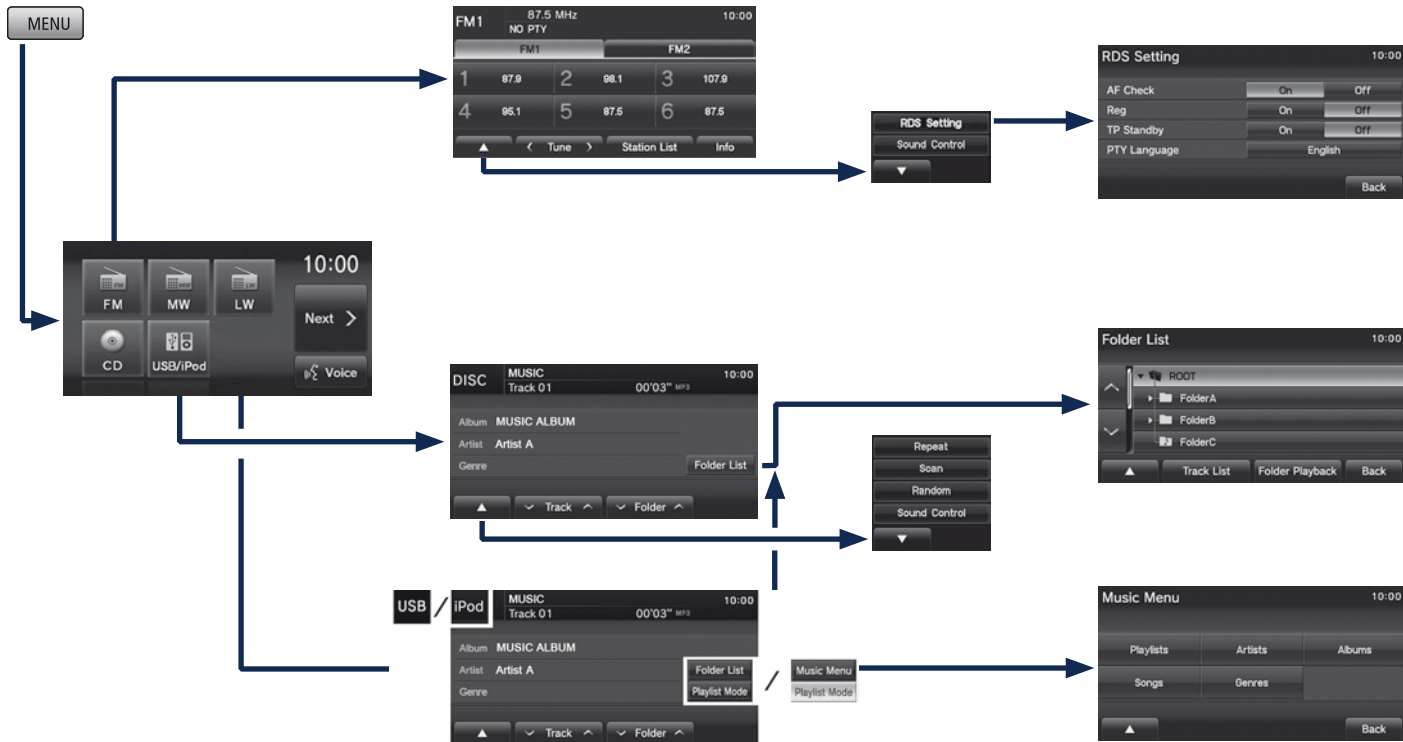 MENU
FM1 87.5 MHz 10:00
NO PTY
FM1 FM2
1 87.9 2 98.1 3 107.9
4 95.1 5 87.5 6 87.5
▲ < Tune > Station List Info
RDS Setting
Sound Control
▼
RDS Setting 10:00
AF Check On Off
Reg On Off
TP Standby On Off
PTY Language English
Back
10:00
FM MW LW
Next >
CD USB/iPod
Voice
DISC MUSIC 10:00
Track 01 00'03" MP3
Album MUSIC ALBUM
Artist Artist A
Genre Folder List
▲ Track Folder
Repeat
Scan
Random
Sound Control
▼
Folder List 10:00
ROOT
FolderA
FolderB
FolderC
▲ Track List Folder Playback Back
USB / iPod MUSIC 10:00
Track 01 00'03" MP3
Album MUSIC ALBUM
Artist Artist A Folder List / Music Menu
Genre Playlist Mode Playlist Mode
▲ Track Folder
Music Menu 10:00
Playlists Artists Albums
Songs Genres
▲ Back